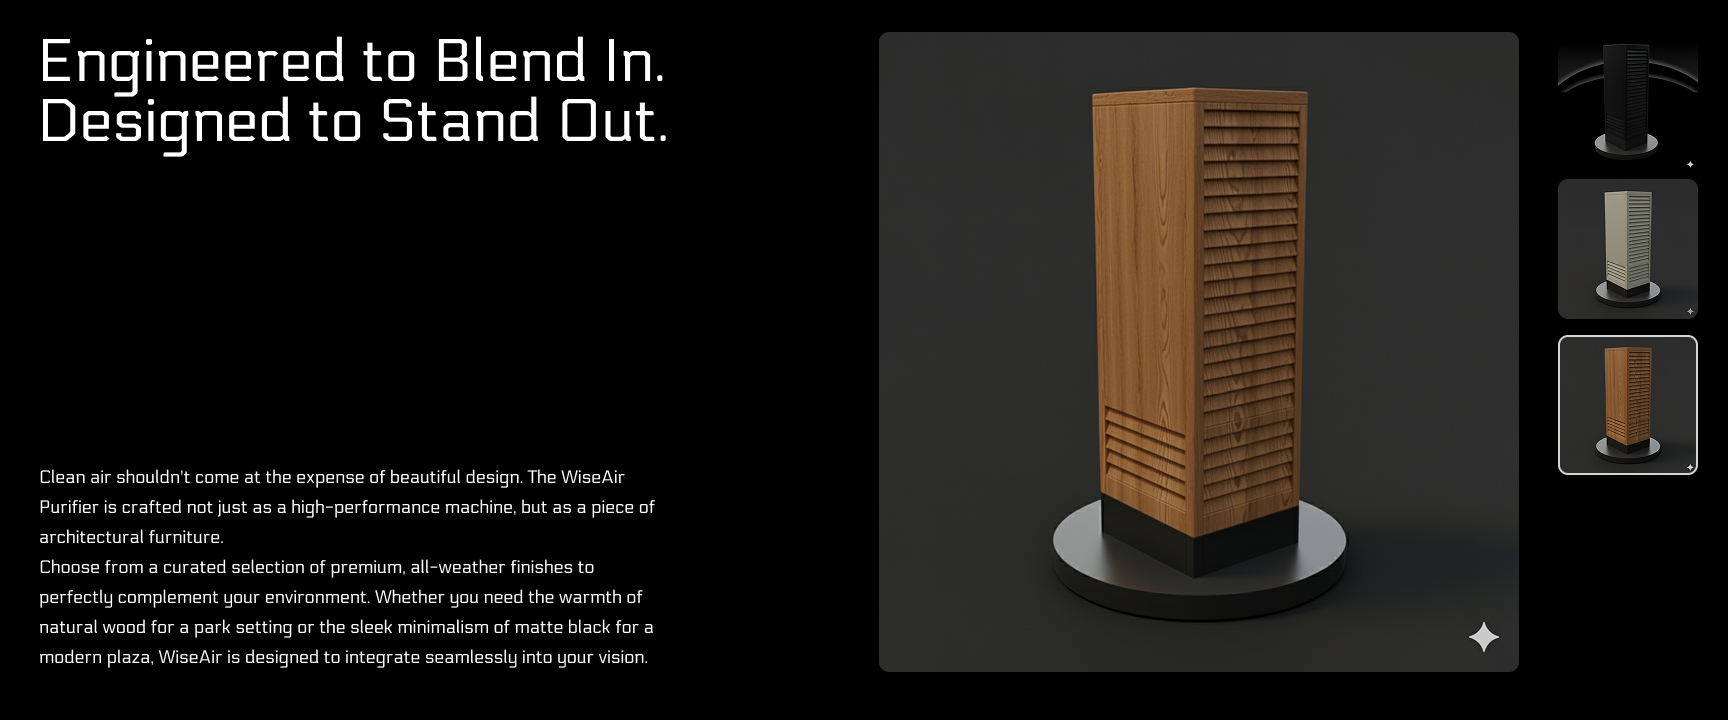 Engineered to Blend In.
Designed to Stand Out.
Clean air shouldn't come at the expense of beautiful design. The WiseAir
Purifier is crafted not just as a high-performance machine, but as a piece of
architectural furniture.
Choose from a curated selection of premium, all-weather finishes to
perfectly complement your environment. Whether you need the warmth of
natural wood for a park setting or the sleek minimalism of matte black for a
modern plaza, WiseAir is designed to integrate seamlessly into your vision.